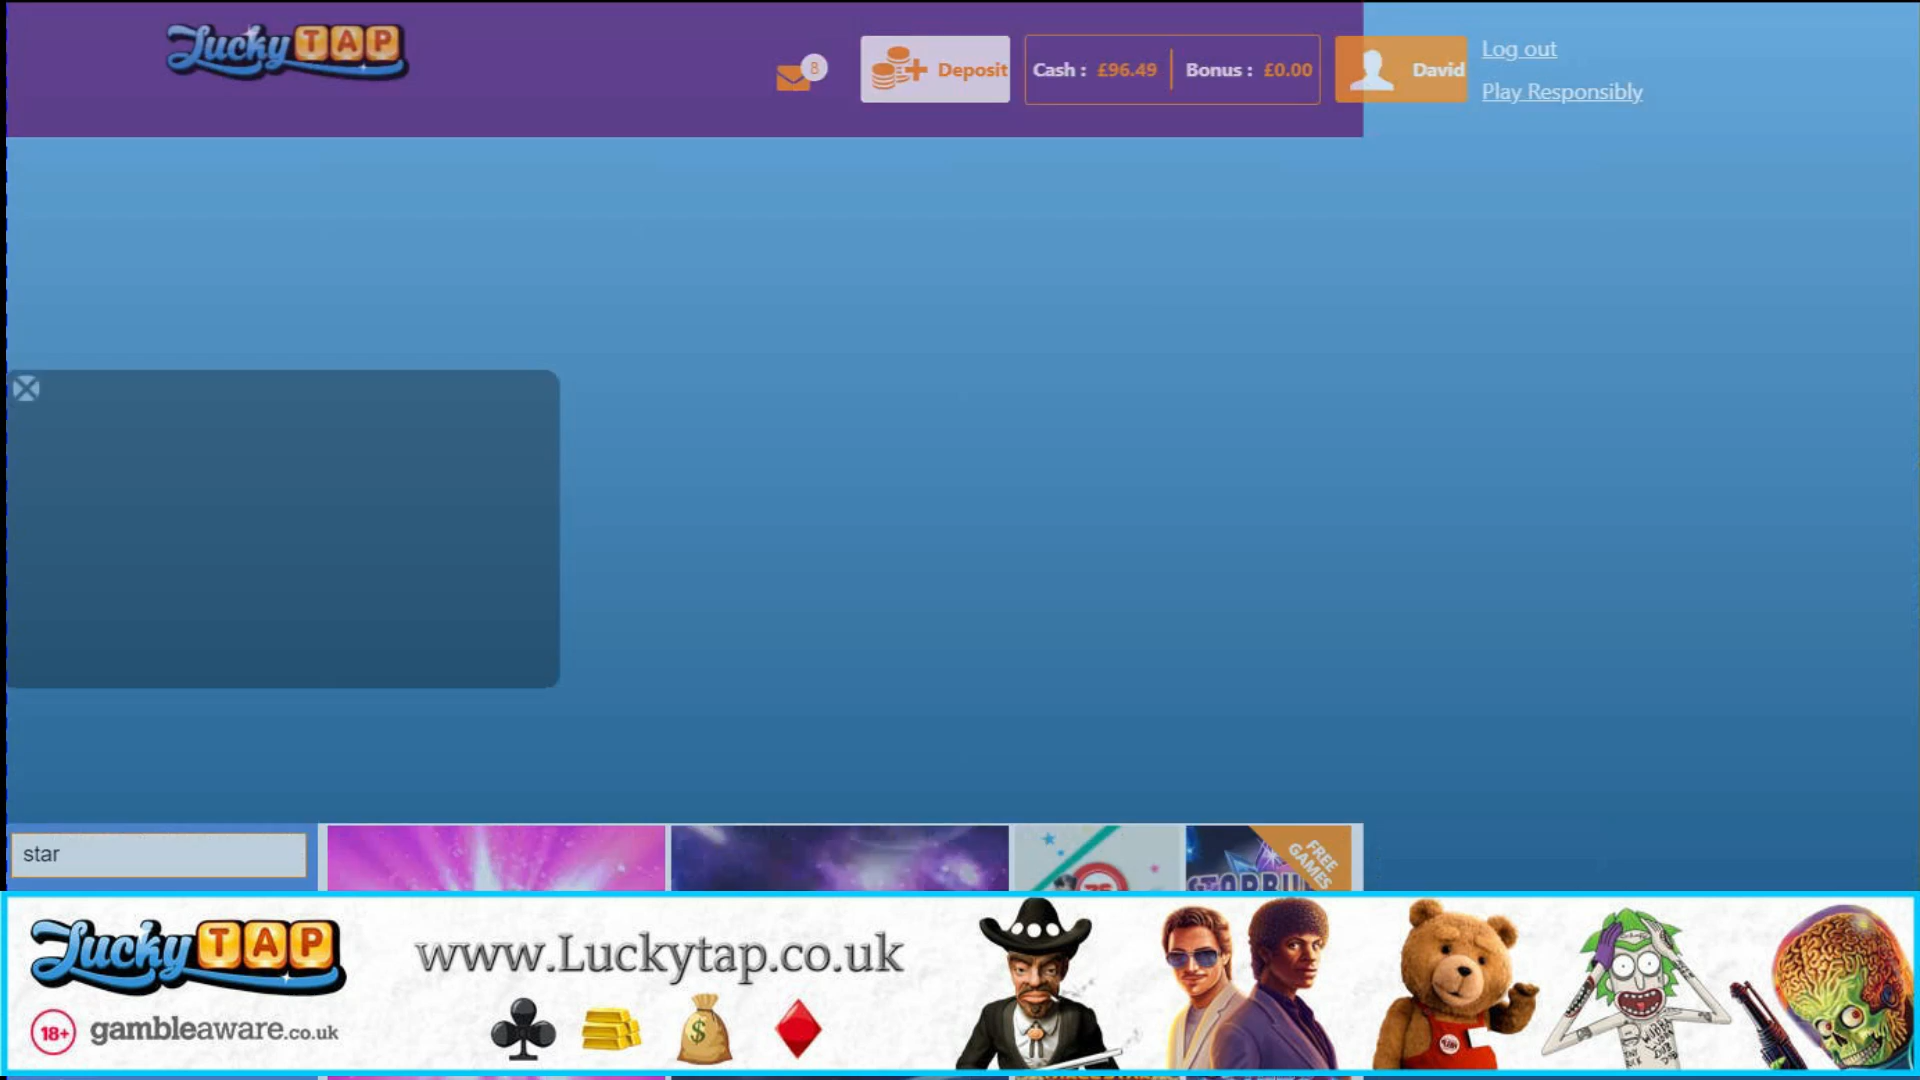 Lucky TAP
8
Deposit
Cash : £96.49
Bonus : £0.00
David
Log out
Play Responsibly
star
FREE
GAMES
Lucky TAP
www.Luckytap.co.uk
18+
gambleaware.co.uk